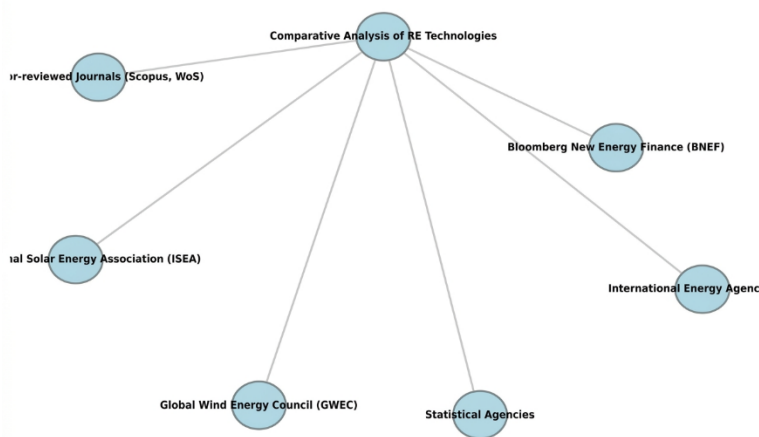 Comparative Analysis of RE Technologies
r-reviewed Journals (Scopus, WoS)
Bloomberg New Energy Finance (BNEF)
nal Solar Energy Association (ISEA)
International Energy Agenc
Global Wind Energy Council (GWEC)
Statistical Agencies